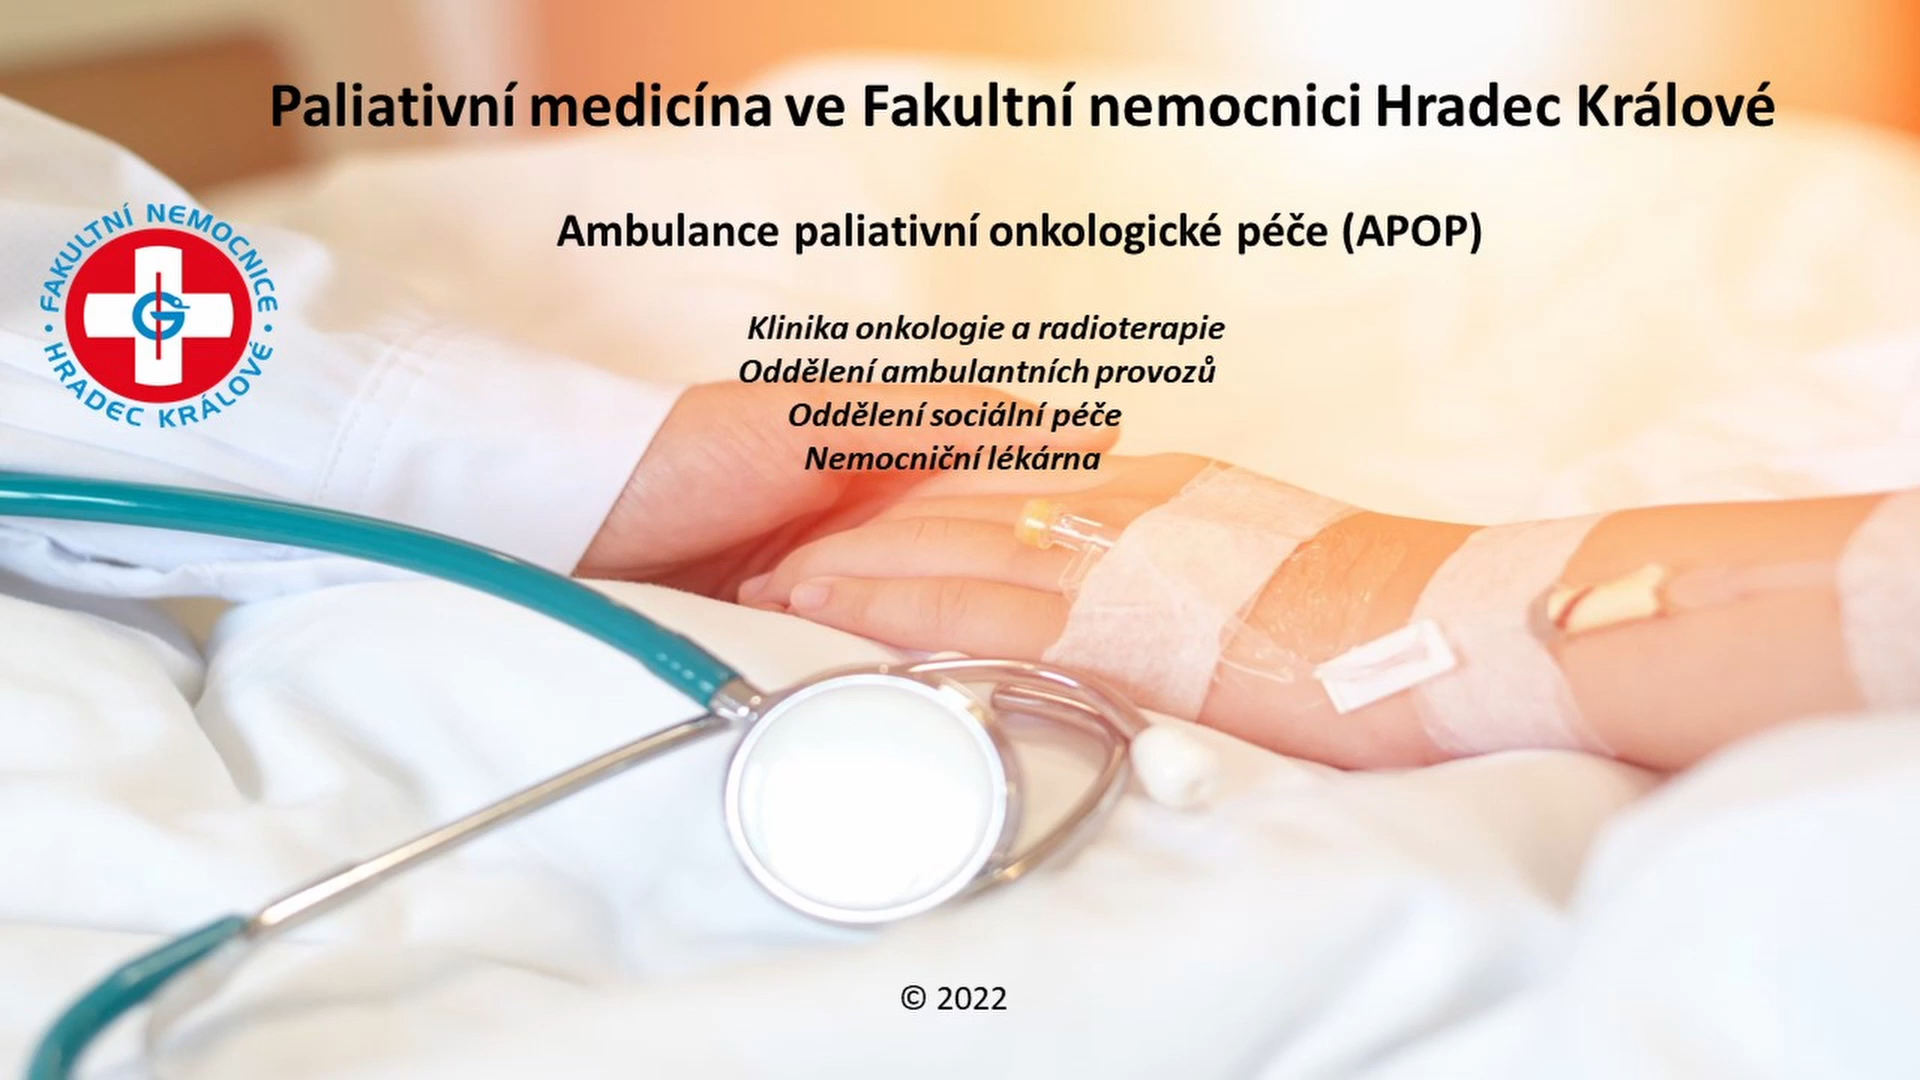 Paliativní medicína ve Fakultní nemocnici Hradec Králové
Ambulance paliativní onkologické péče (APOP)
FAKULTNÍ NEMOCNICE
HRADEC KRÁLOVÉ
Klinika onkologie a radioterapie
Oddělení ambulantních provozů
Oddělení sociální péče
Nemocniční lékárna
© 2022